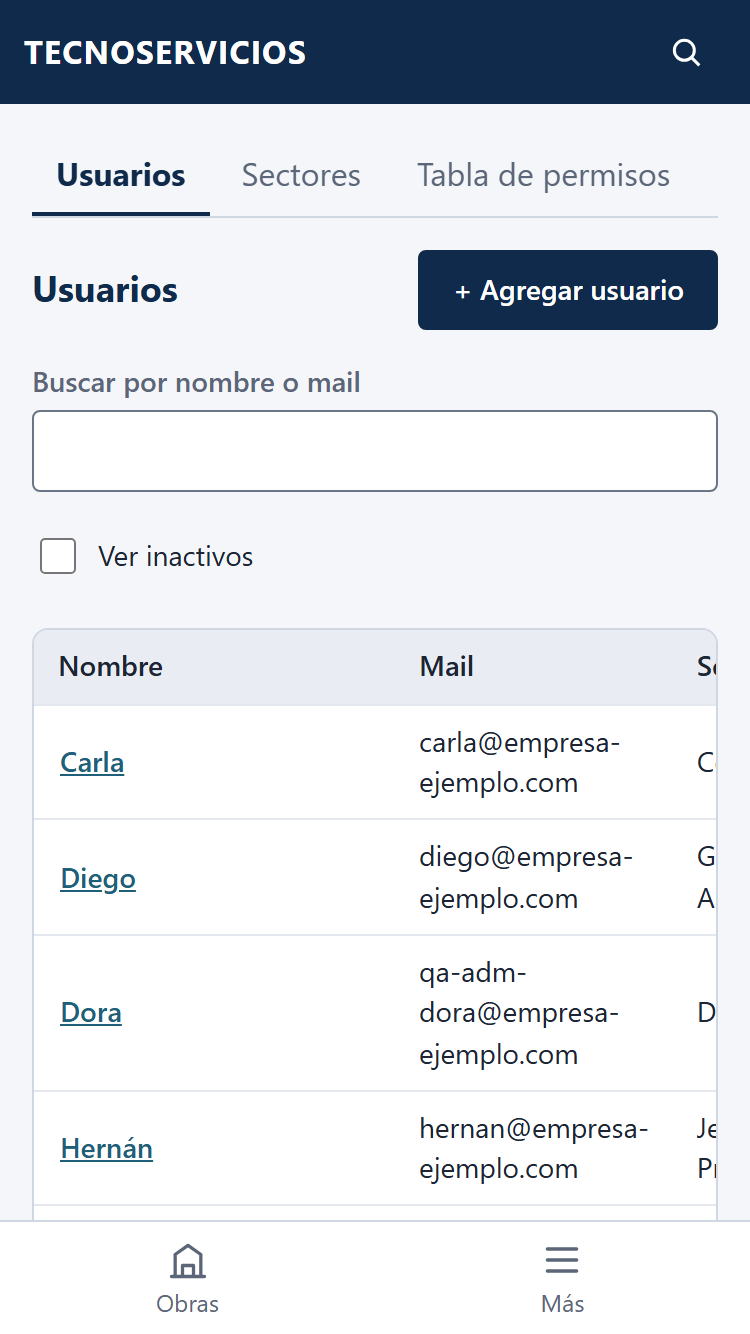 TECNOSERVICIOS
Usuarios
Sectores
Tabla de permisos
Usuarios
+ Agregar usuario
Buscar por nombre o mail
Ver inactivos
Nombre
Mail
Carla
carla@empresa-
ejemplo.com
Diego
diego@empresa-
ejemplo.com
Dora
qa-adm-
dora@empresa-
ejemplo.com
Hernán
hernan@empresa-
ejemplo.com
Obras
Más